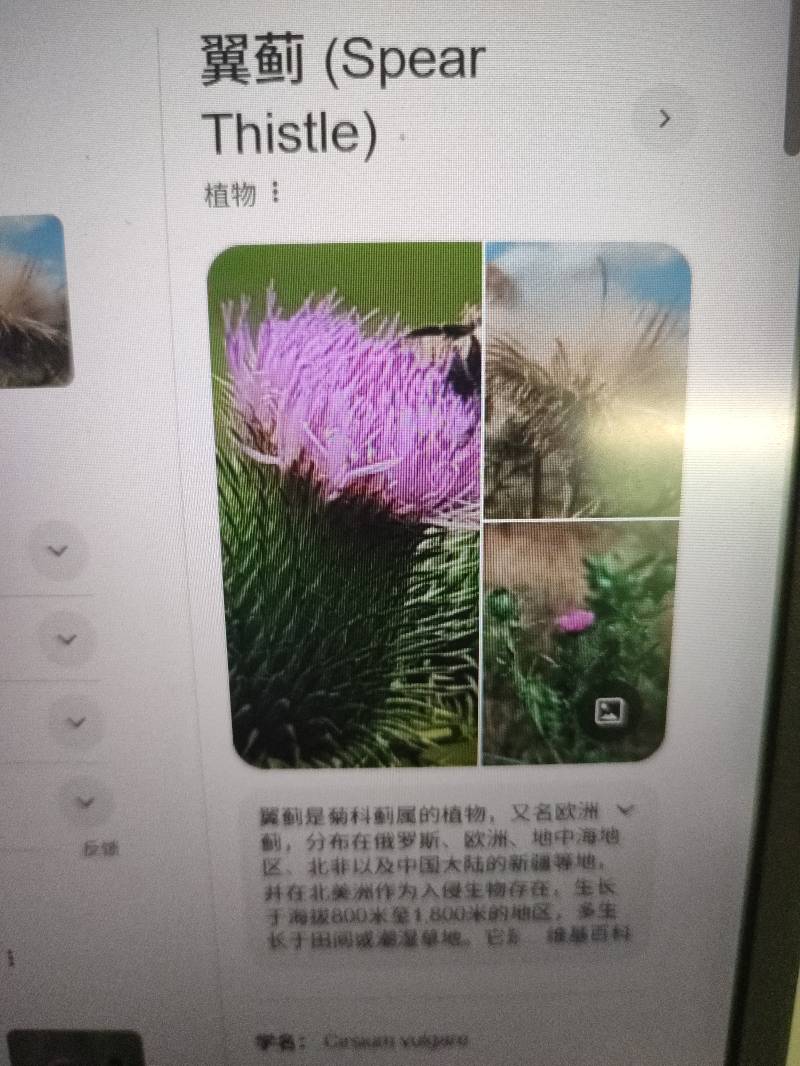 翼蓟 (Spear
Thistle)
植物
翼蓟是菊科蓟属的植物，又名欧洲
蓟，分布在俄罗斯、欧洲、地中海地
区、北非以及中国大陆的新疆等地，
并在北美洲作为入侵生物存在，生长
于海拔800米至1,800米的地区，多生
长于田间或潮湿草地。它 维基百科
反馈
学名： Cirsium vulgare